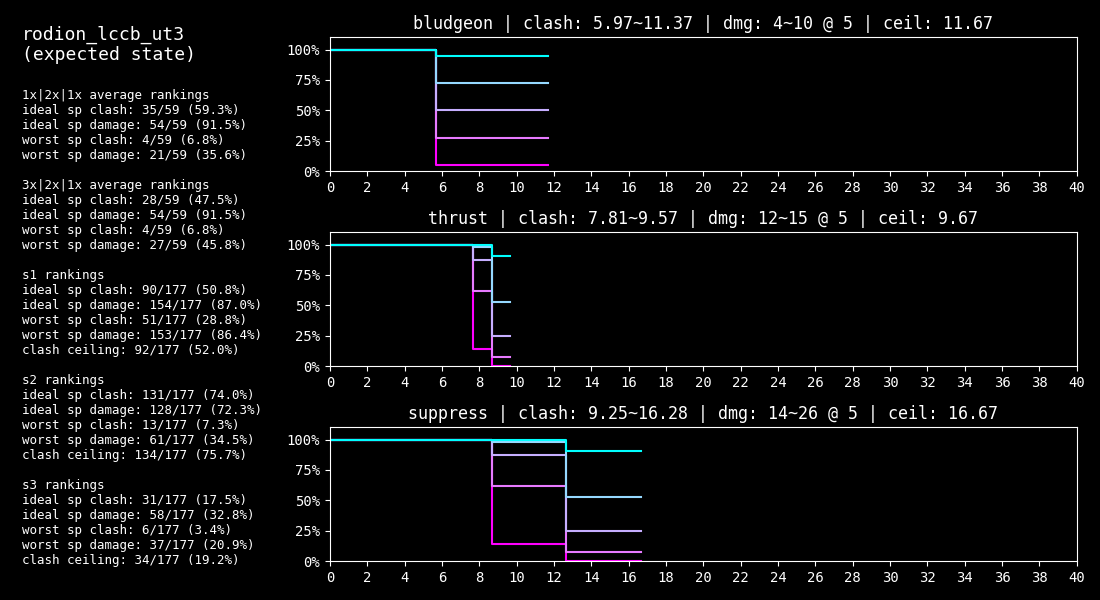 rodion_lccb_ut3
(expected state)
1x|2x|1x average rankings
ideal sp clash: 35/59 (59.3%)
ideal sp damage: 54/59 (91.5%)
worst sp clash: 4/59 (6.8%)
worst sp damage: 21/59 (35.6%)
3x|2x|1x average rankings
ideal sp clash: 28/59 (47.5%)
ideal sp damage: 54/59 (91.5%)
worst sp clash: 4/59 (6.8%)
worst sp damage: 27/59 (45.8%)
s1 rankings
ideal sp clash: 90/177 (50.8%)
ideal sp damage: 154/177 (87.0%)
worst sp clash: 51/177 (28.8%)
worst sp damage: 153/177 (86.4%)
clash ceiling: 92/177 (52.0%)
s2 rankings
ideal sp clash: 131/177 (74.0%)
ideal sp damage: 128/177 (72.3%)
worst sp clash: 13/177 (7.3%)
worst sp damage: 61/177 (34.5%)
clash ceiling: 134/177 (75.7%)
s3 rankings
ideal sp clash: 31/177 (17.5%)
ideal sp damage: 58/177 (32.8%)
worst sp clash: 6/177 (3.4%)
worst sp damage: 37/177 (20.9%)
clash ceiling: 34/177 (19.2%)
bludgeon | clash: 5.97~11.37 | dmg: 4~10 @ 5 | ceil: 11.67
100%
75%
50%
25%
0%
0 2 4 6 8 10 12 14 16 18 20 22 24 26 28 30 32 34 36 38 40
thrust | clash: 7.81~9.57 | dmg: 12~15 @ 5 | ceil: 9.67
100%
75%
50%
25%
0%
0 2 4 6 8 10 12 14 16 18 20 22 24 26 28 30 32 34 36 38 40
suppress | clash: 9.25~16.28 | dmg: 14~26 @ 5 | ceil: 16.67
100%
75%
50%
25%
0%
0 2 4 6 8 10 12 14 16 18 20 22 24 26 28 30 32 34 36 38 40